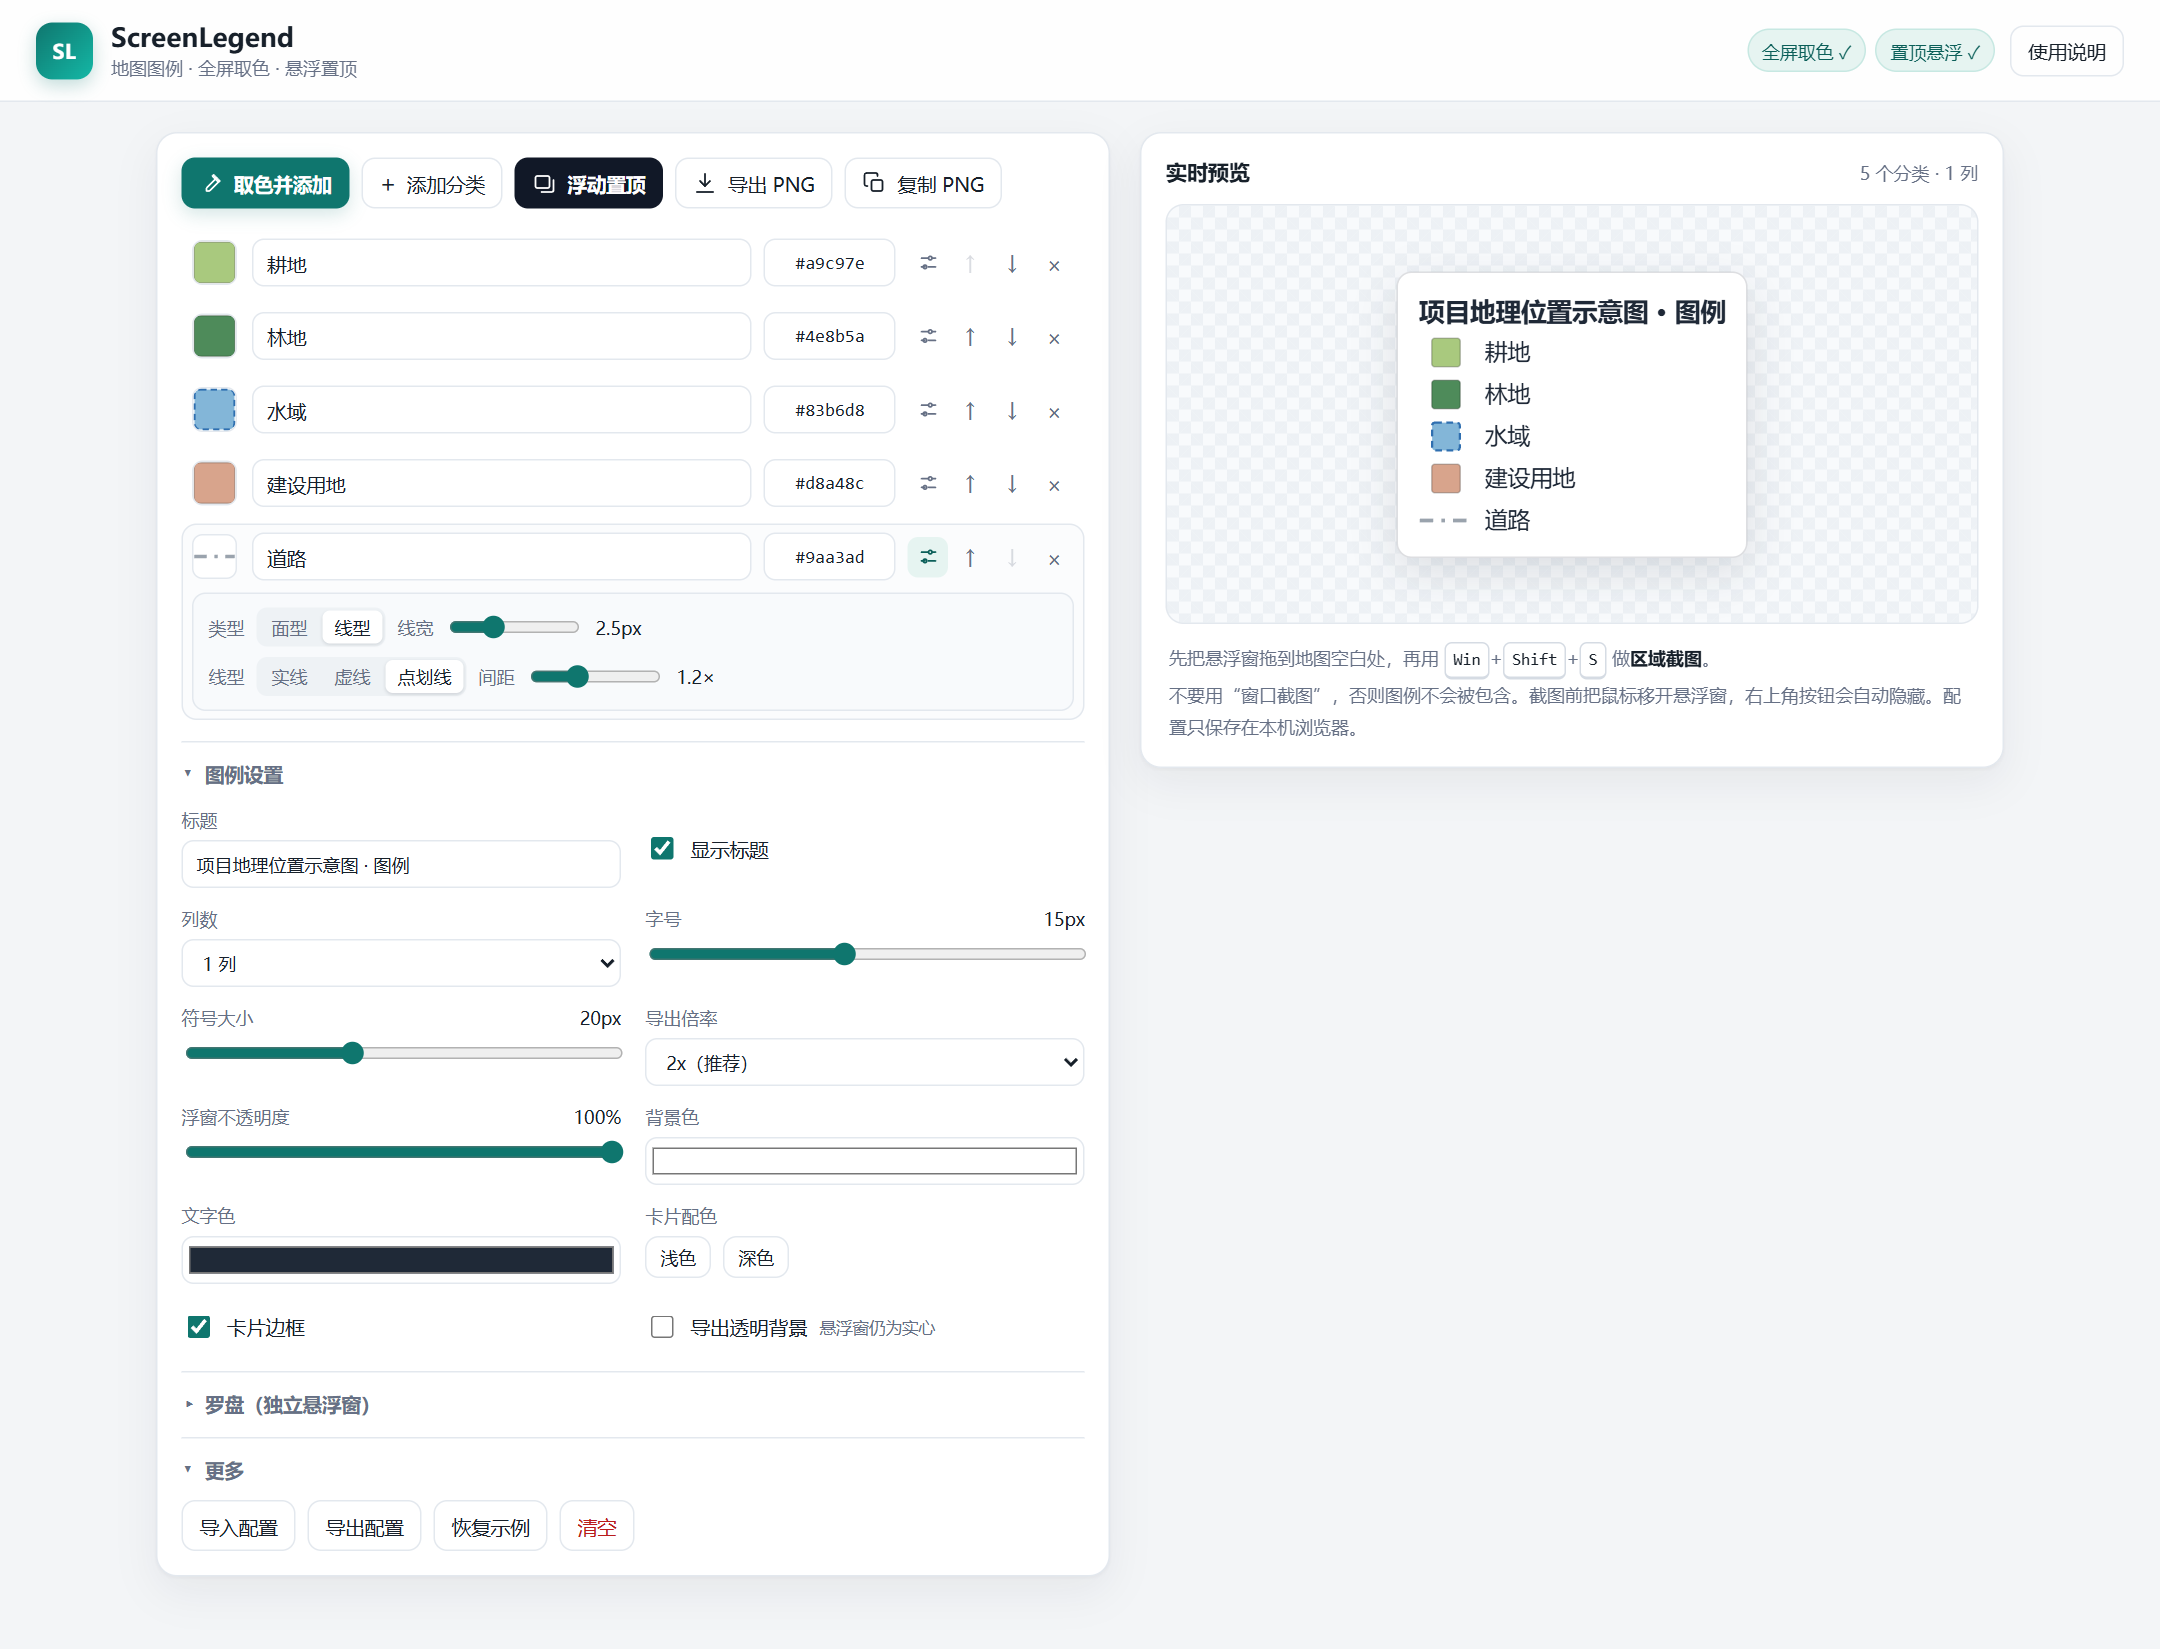 SL
ScreenLegend
地图图例 · 全屏取色 · 悬浮置顶
全屏取色 ✓
置顶悬浮 ✓
使用说明
取色并添加
+ 添加分类
浮动置顶
导出 PNG
复制 PNG
耕地
#a9c97e
↑ ↓ ×
林地
#4e8b5a
↑ ↓ ×
水域
#83b6d8
↑ ↓ ×
建设用地
#d8a48c
↑ ↓ ×
道路
#9aa3ad
↑ ↓ ×
类型 面型 线型 线宽 2.5px
线型 实线 虚线 点划线 间距 1.2×
图例设置
标题
项目地理位置示意图 · 图例
显示标题
列数
1 列
字号 15px
符号大小 20px
导出倍率
2x（推荐）
浮窗不透明度 100%
背景色
文字色
卡片配色
浅色 深色
卡片边框
导出透明背景 悬浮窗仍为实心
罗盘（独立悬浮窗）
更多
导入配置 导出配置 恢复示例 清空
实时预览
5 个分类 · 1 列
项目地理位置示意图 · 图例
耕地
林地
水域
建设用地
道路
先把悬浮窗拖到地图空白处，再用 Win + Shift + S 做区域截图。
不要用“窗口截图”，否则图例不会被包含。截图前把鼠标移开悬浮窗，右上角按钮会自动隐藏。配
置只保存在本机浏览器。